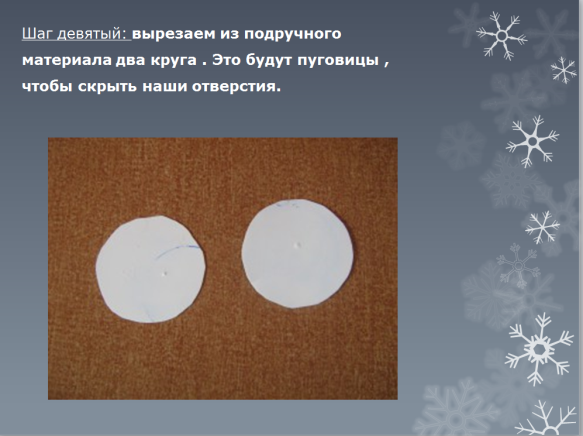 Шаг девятый: вырезаем из подручного
материала два круга . Это будут пуговицы ,
чтобы скрыть наши отверстия.